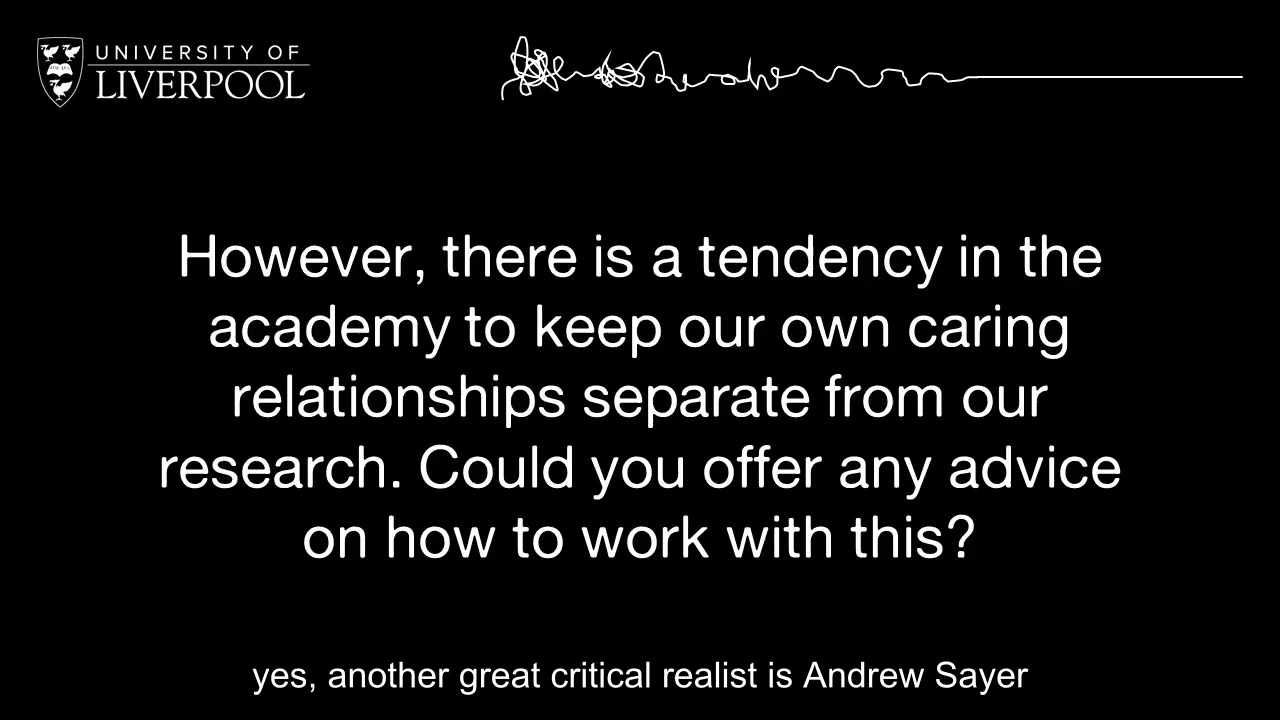 UNIVERSITY OF
LIVERPOOL
However, there is a tendency in the
academy to keep our own caring
relationships separate from our
research. Could you offer any advice
on how to work with this?
yes, another great critical realist is Andrew Sayer